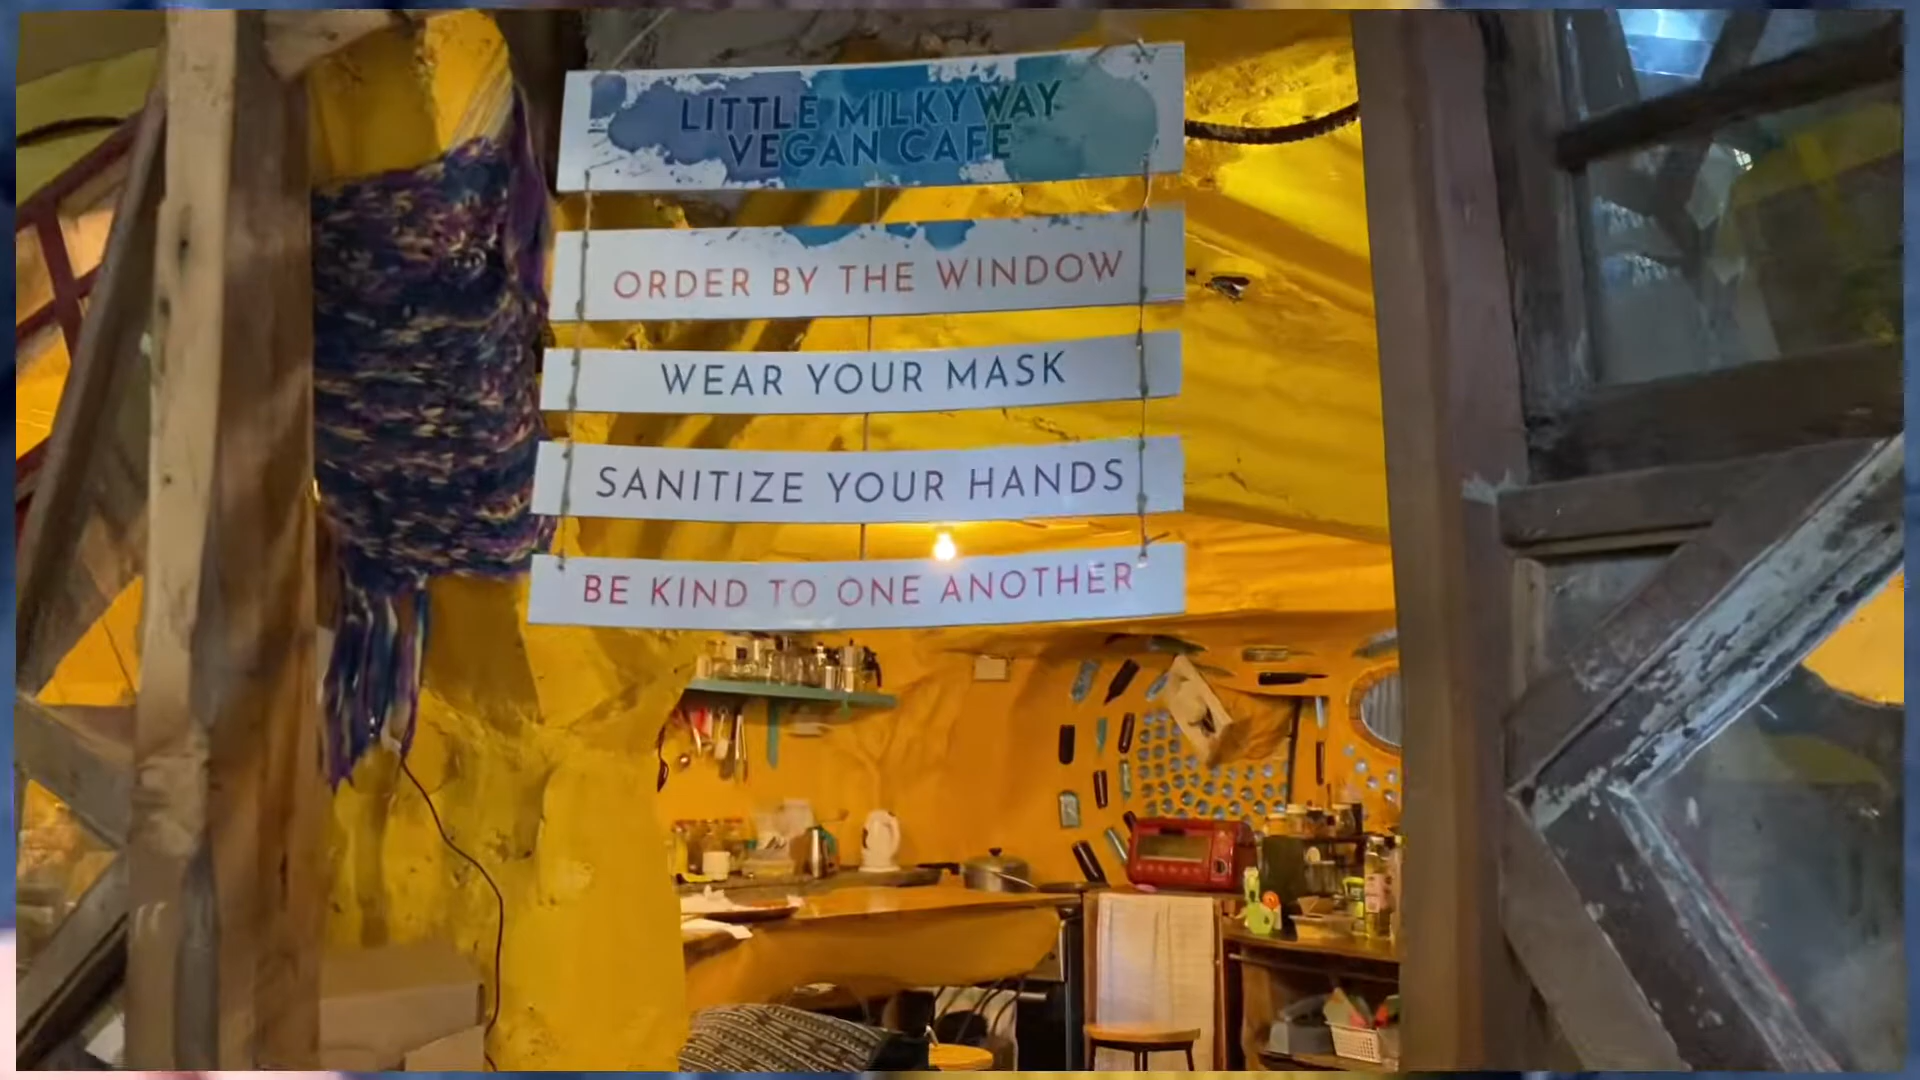 LITTLE MILKYWAY
VEGAN CAFE
ORDER BY THE WINDOW
WEAR YOUR MASK
SANITIZE YOUR HANDS
BE KIND TO ONE ANOTHER